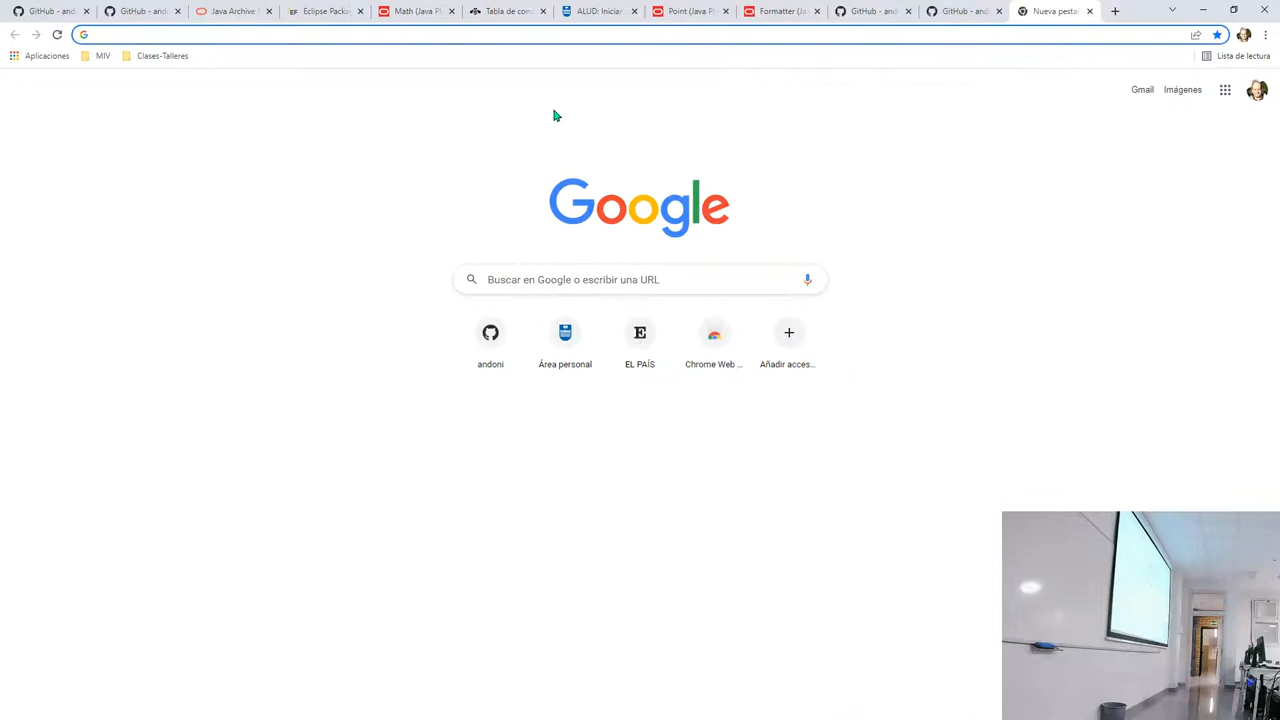 GitHub - and
GitHub - and
Java Archive
Eclipse Packa
Math (Java Pl
Tabla de con
ALUD: Iniciar
Point (Java Pl
Formatter (Ja
GitHub - and
GitHub - and
Nueva pesta
Aplicaciones
MIV
Clases-Talleres
Lista de lectura
Gmail
Imágenes
Google
Buscar en Google o escribir una URL
andoni
Área personal
EL PAÍS
Chrome Web ...
Añadir acces...